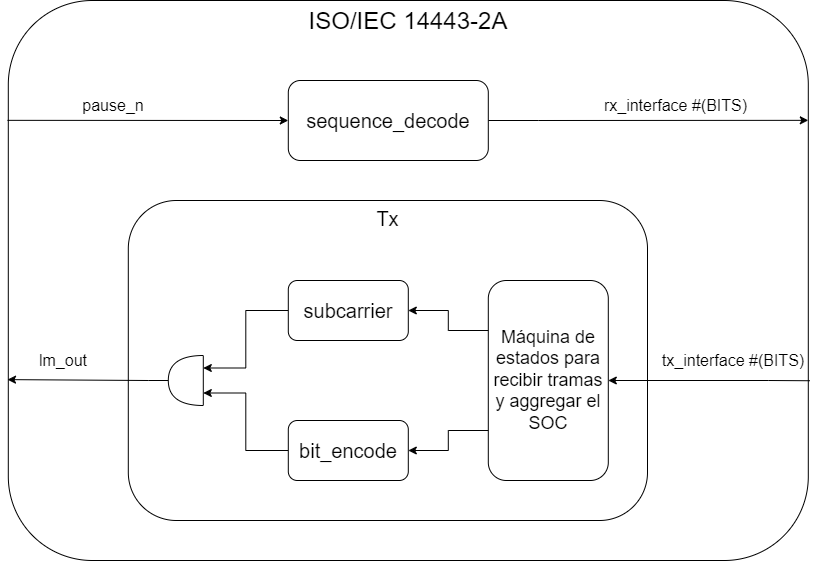 ISO/IEC 14443-2A
pause_n
sequence_decode
rx_interface #(BITS)
Tx
subcarrier
Máquina de
estados para
recibir tramas
y aggregar el
SOC
lm_out
tx_interface #(BITS)
bit_encode